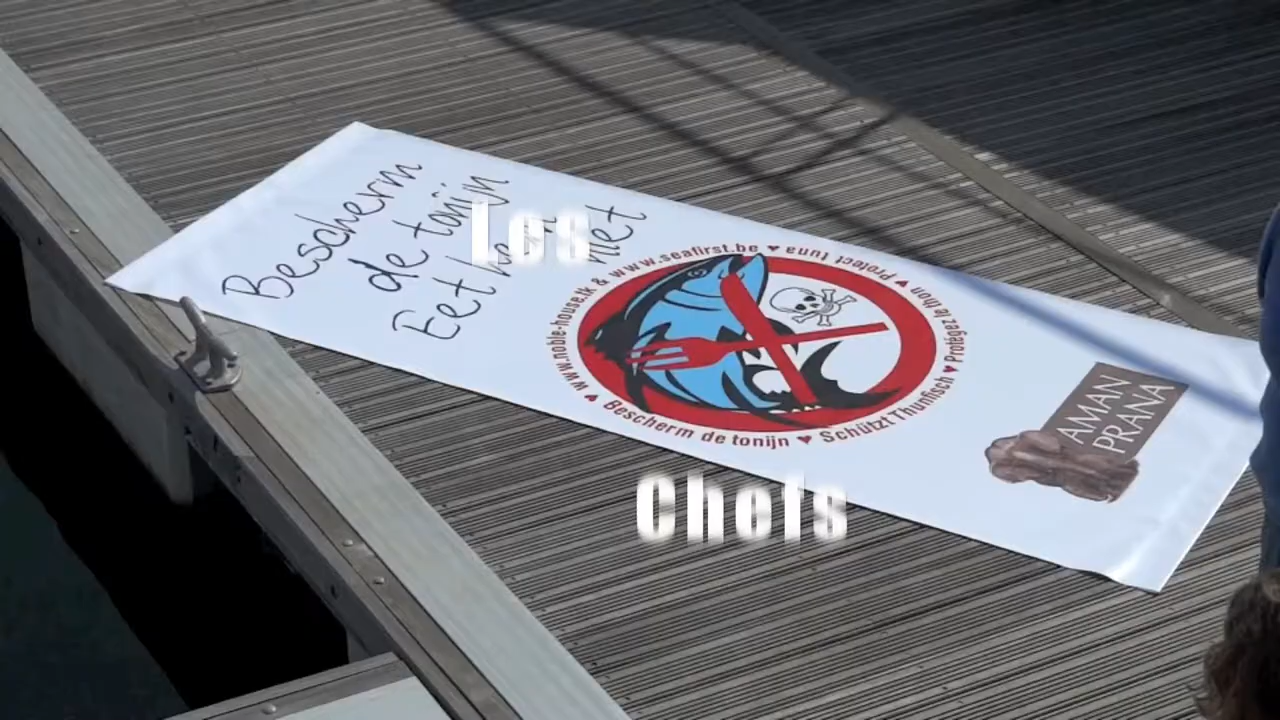 Bescherm
de tonijn
Eet hem niet
Les
Chefs
www.noble-house.tk & www.seafirst.be ♥ Protect tuna ♥ Protégez le thon ♥ Schützt Thunfisch ♥ Bescherm de tonijn ♥
AMAN
PRANA